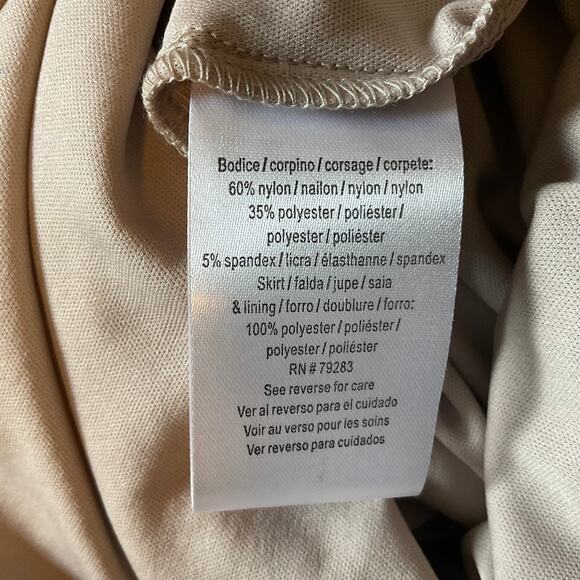 Bodice / corpino / corsage / corpete:
60% nylon / nailon / nylon / nylon
35% polyester / poliéster /
polyester / poliéster
5% spandex / licra / élasthanne / spandex
Skirt / falda / jupe / saia
& lining / forro / doublure / forro:
100% polyester / poliéster /
polyester / poliéster
RN # 79283
See reverse for care
Ver al reverso para el cuidado
Voir au verso pour les soins
Ver reverso para cuidados